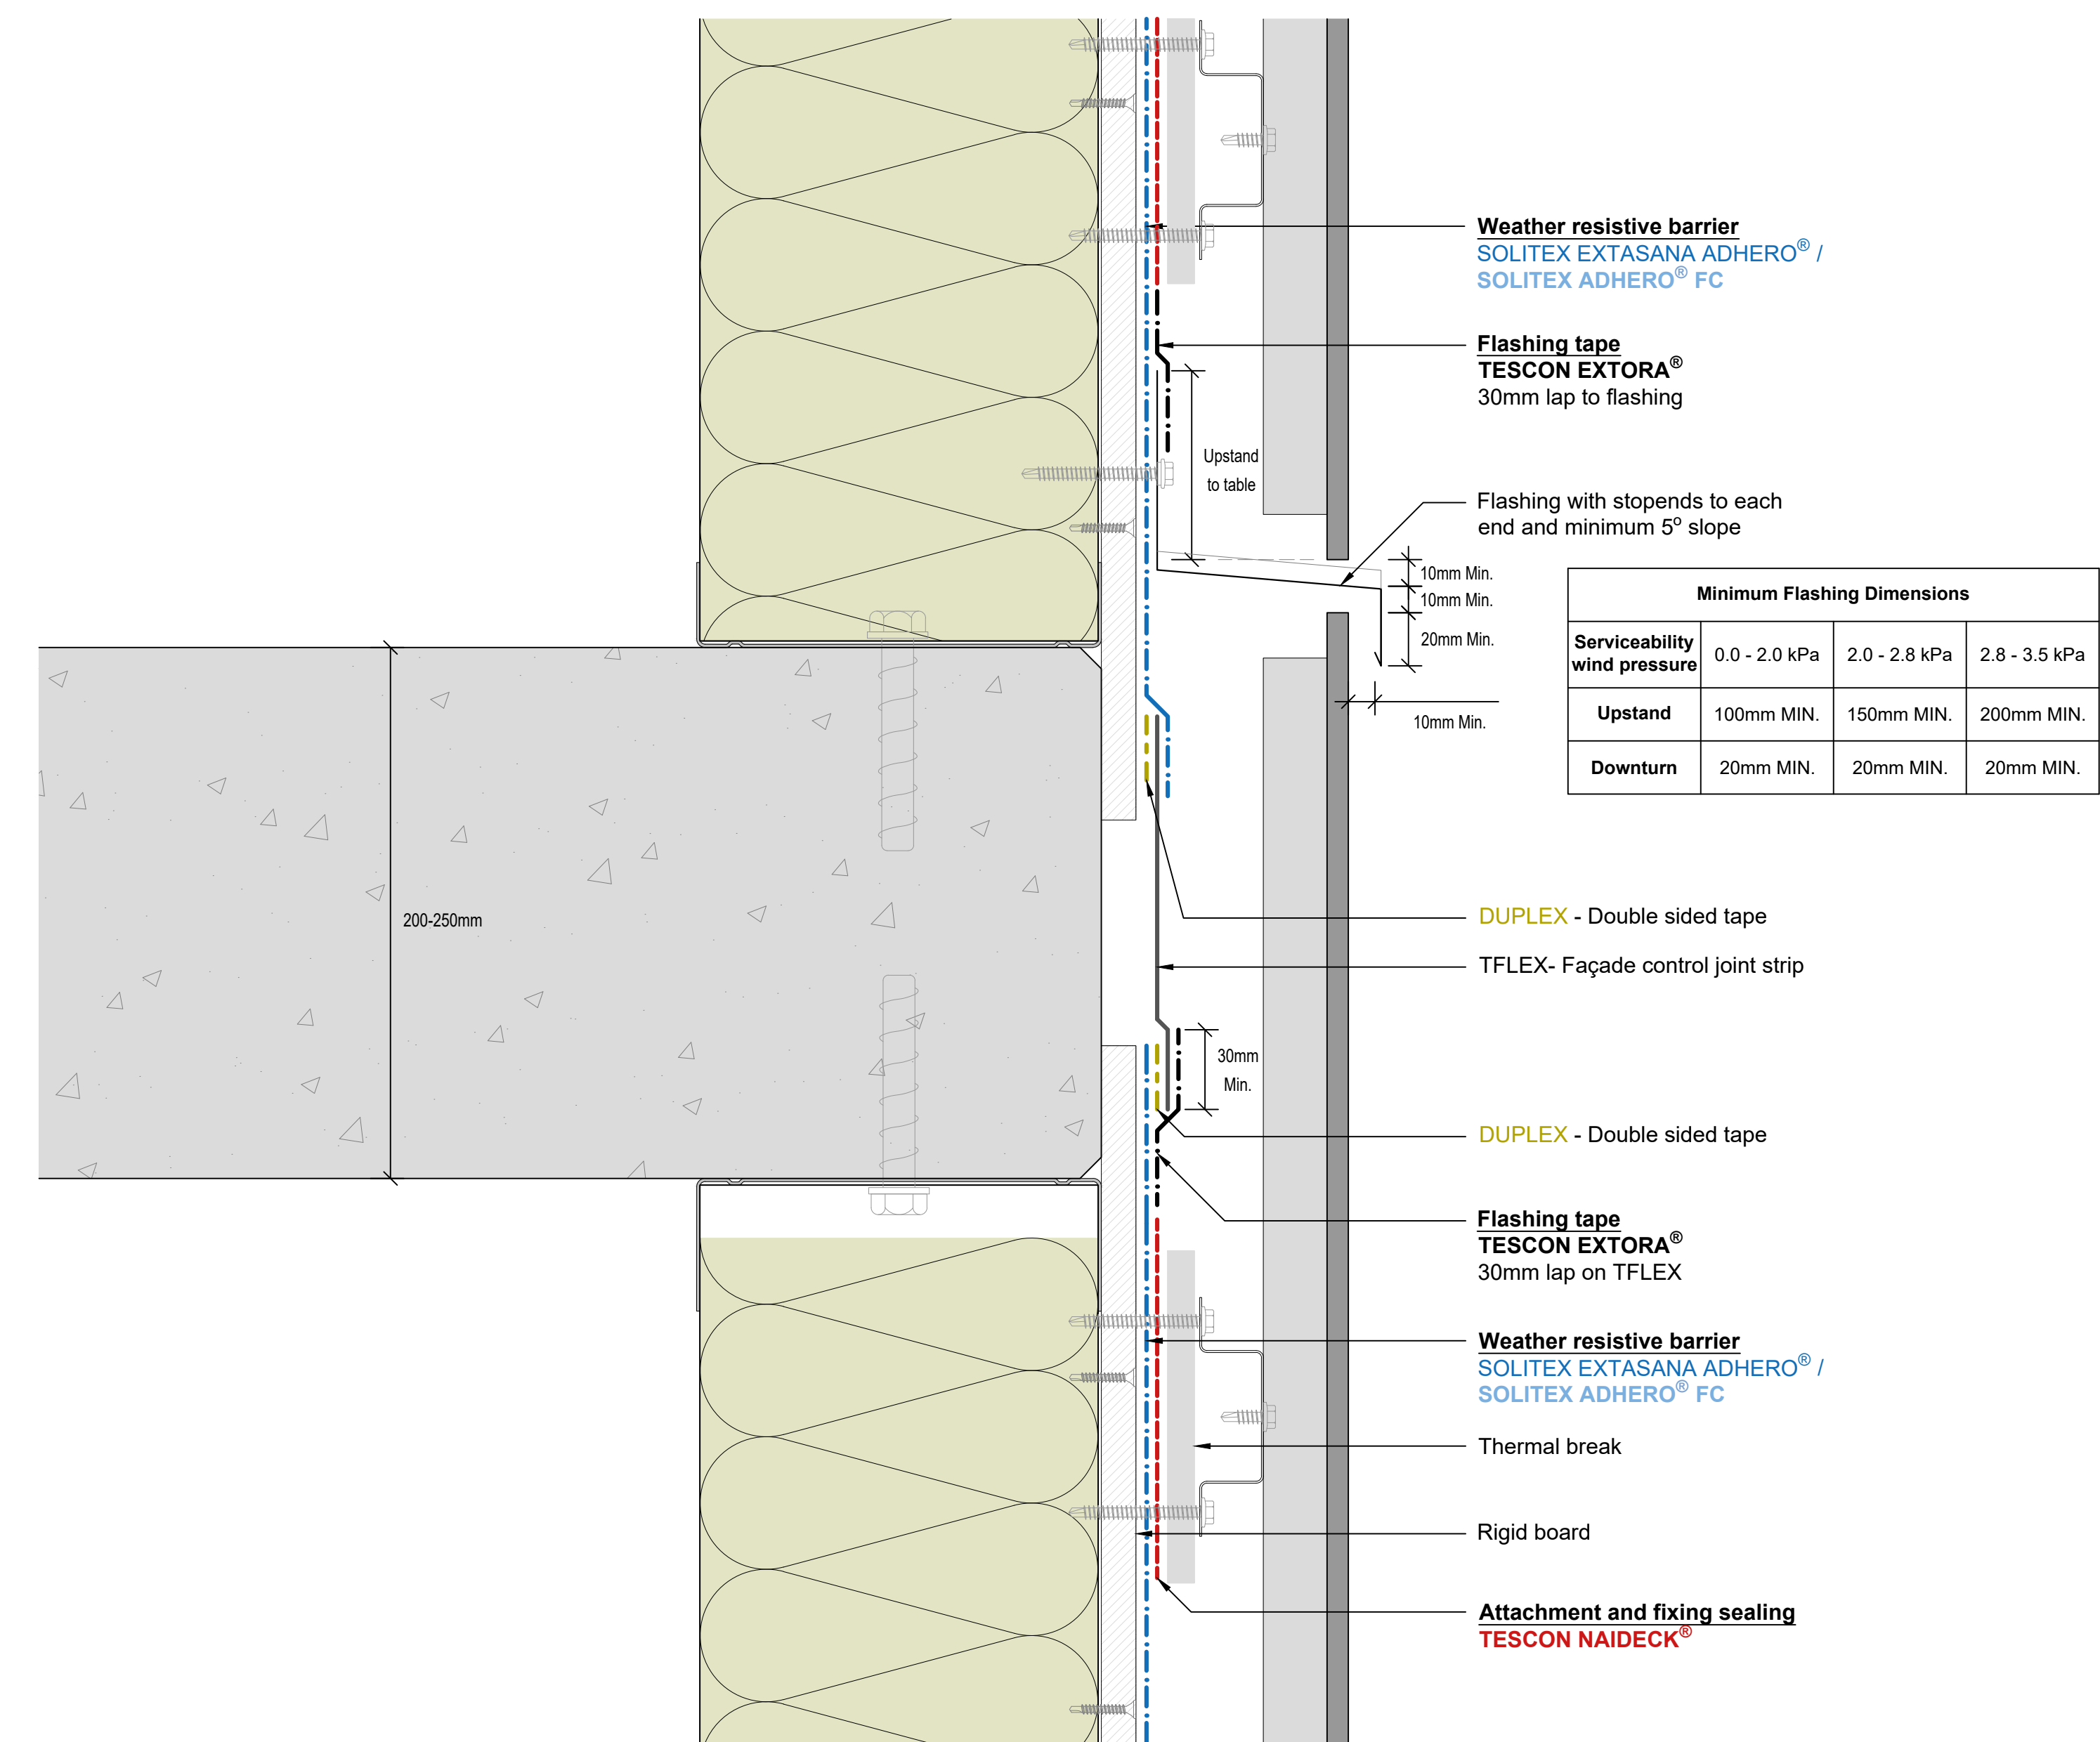 Weather resistive barrier
SOLITEX EXTASANA ADHERO® /
SOLITEX ADHERO® FC
Flashing tape
TESCON EXTORA®
30mm lap to flashing
Upstand
to table
Flashing with stopends to each
end and minimum 5° slope
10mm Min.
10mm Min.
20mm Min.
10mm Min.
Minimum Flashing Dimensions
Serviceability
wind pressure
0.0 - 2.0 kPa
2.0 - 2.8 kPa
2.8 - 3.5 kPa
Upstand
100mm MIN.
150mm MIN.
200mm MIN.
Downturn
20mm MIN.
20mm MIN.
20mm MIN.
200-250mm
DUPLEX - Double sided tape
TFLEX- Façade control joint strip
30mm
Min.
DUPLEX - Double sided tape
Flashing tape
TESCON EXTORA®
30mm lap on TFLEX
Weather resistive barrier
SOLITEX EXTASANA ADHERO® /
SOLITEX ADHERO® FC
Thermal break
Rigid board
Attachment and fixing sealing
TESCON NAIDECK®